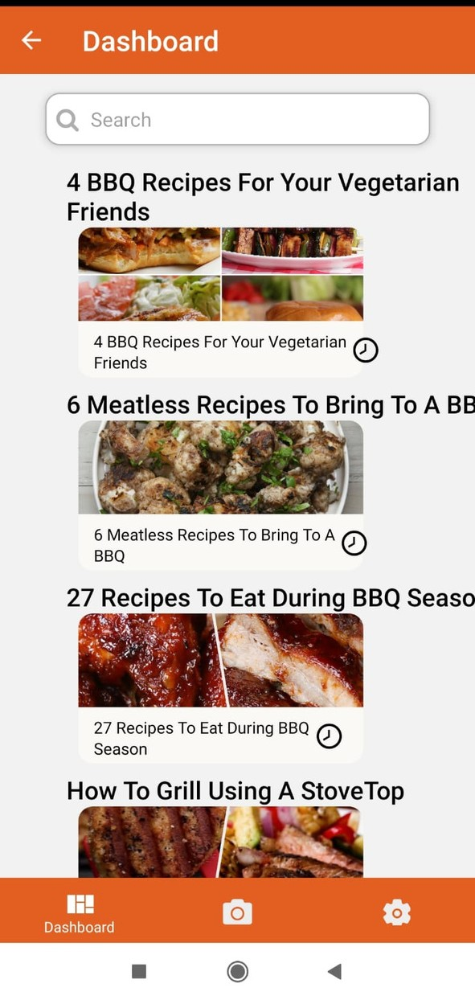 Dashboard
Search
4 BBQ Recipes For Your Vegetarian
Friends
4 BBQ Recipes For Your Vegetarian
Friends
6 Meatless Recipes To Bring To A BB
6 Meatless Recipes To Bring To A
BBQ
27 Recipes To Eat During BBQ Seaso
27 Recipes To Eat During BBQ
Season
How To Grill Using A StoveTop
Dashboard